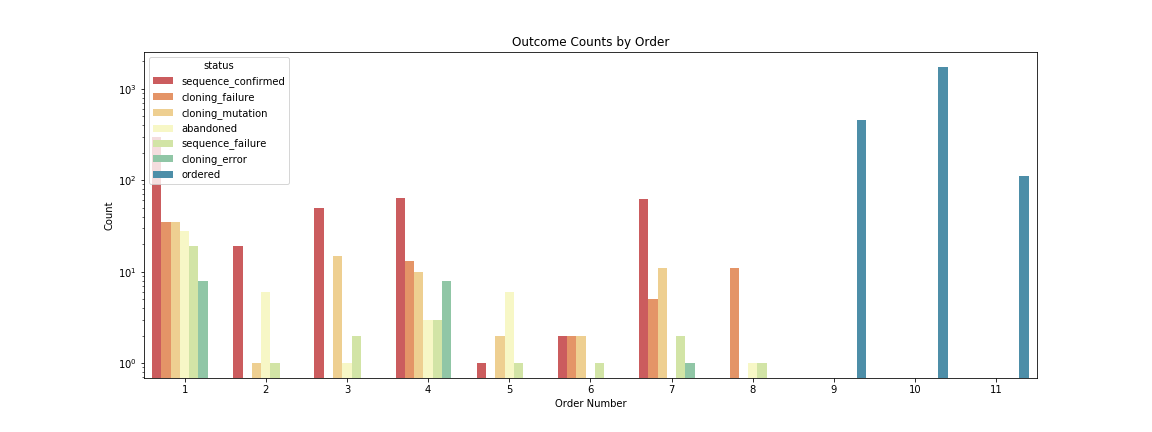 Outcome Counts by Order
status
sequence_confirmed
cloning_failure
cloning_mutation
abandoned
sequence_failure
cloning_error
ordered
10³
10²
10¹
10⁰
Count
1 2 3 4 5 6 7 8 9 10 11
Order Number